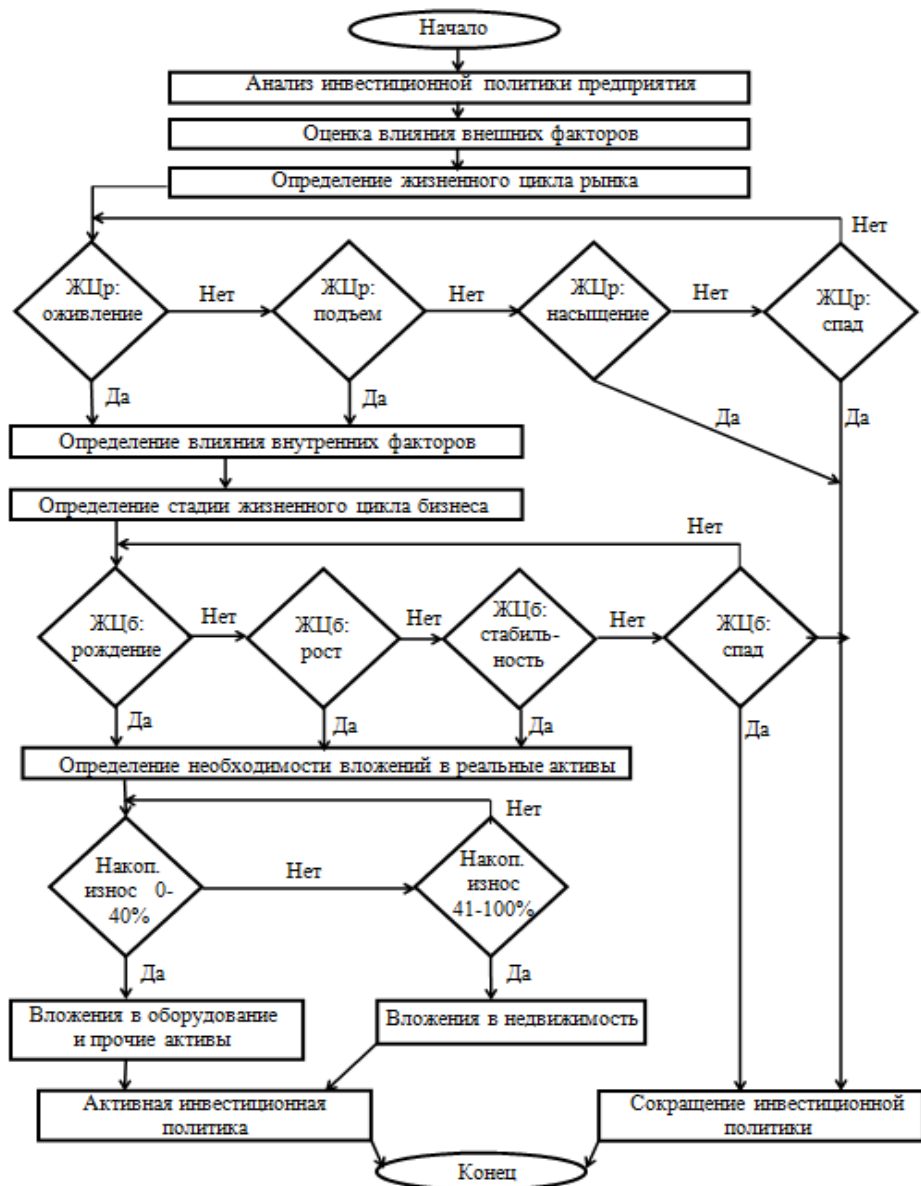 Начало
Анализ инвестиционной политики предприятия
Оценка влияния внешних факторов
Определение жизненного цикла рынка
Нет
ЖЦр:
оживление
Нет
ЖЦр:
подъем
Нет
ЖЦр:
насыщение
Нет
ЖЦр:
спад
Да
Да
Да
Да
Определение влияния внутренних факторов
Определение стадии жизненного цикла бизнеса
Нет
ЖЦб:
рождение
Нет
ЖЦб:
рост
Нет
ЖЦб:
стабиль-
ность
Нет
ЖЦб:
спад
Да
Да
Да
Да
Определение необходимости вложений в реальные активы
Нет
Накоп.
износ 0-
40%
Нет
Накоп.
износ
41-100%
Да
Да
Вложения в оборудование
и прочие активы
Вложения в недвижимость
Активная инвестиционная
политика
Сокращение инвестиционной
политики
Конец